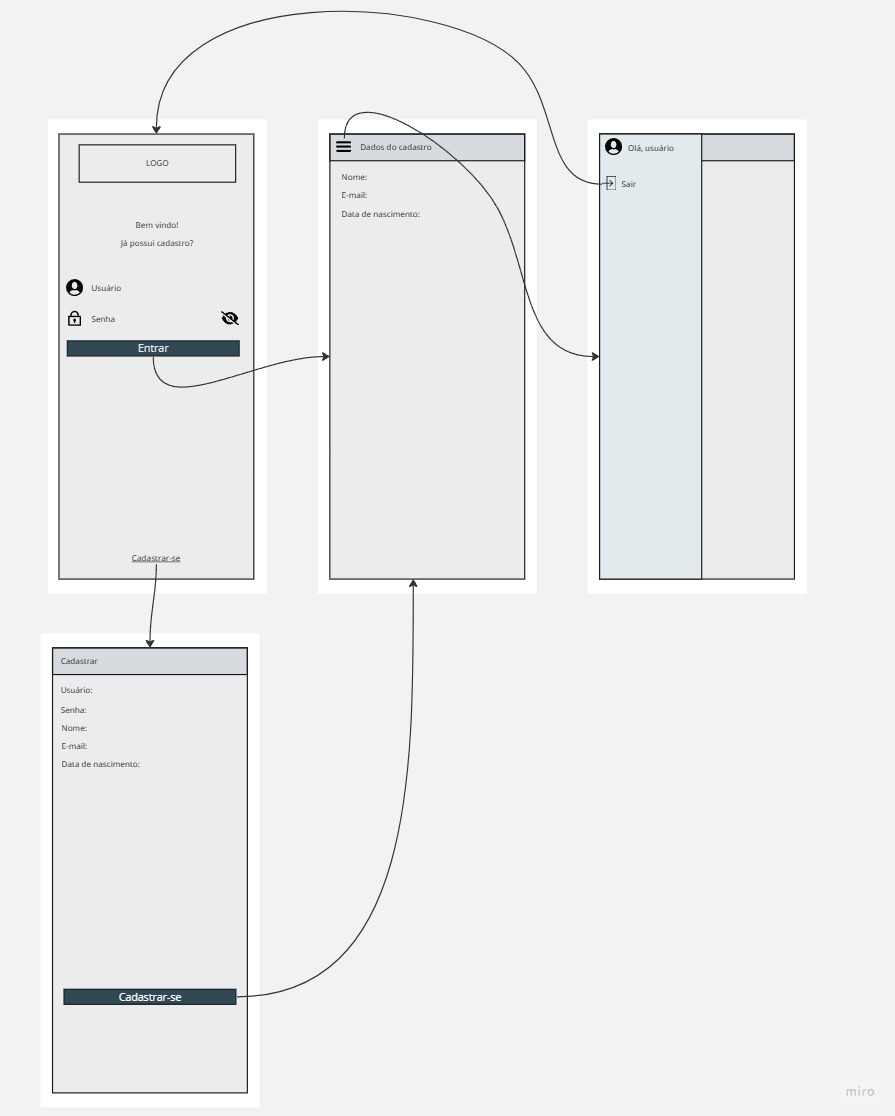 LOGO
Bem vindo!
Já possui cadastro?
Usuário
Senha
Entrar
Cadastrar-se
Dados do cadastro
Nome:
E-mail:
Data de nascimento:
Olá, usuário
Sair
Cadastrar
Usuário:
Senha:
Nome:
E-mail:
Data de nascimento:
Cadastrar-se
miro